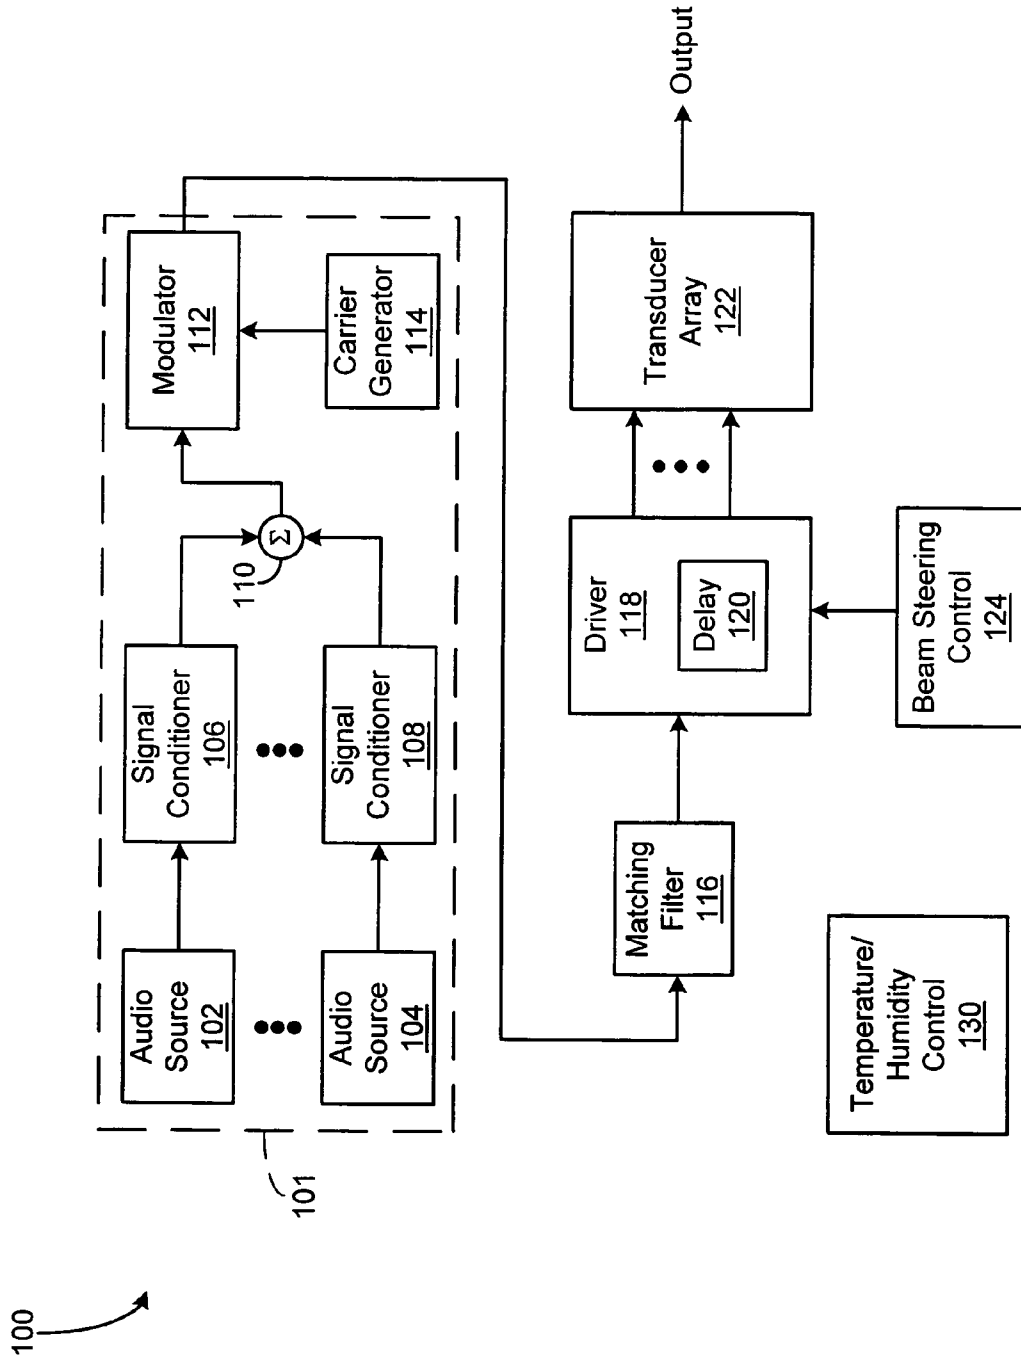 100
101
Audio
Source
102
Audio
Source
104
Signal
Conditioner
106
Signal
Conditioner
108
Σ
110
Modulator
112
Carrier
Generator
114
Matching
Filter
116
Driver
118
Delay
120
Transducer
Array
122
Output
Beam Steering
Control
124
Temperature/
Humidity
Control
130